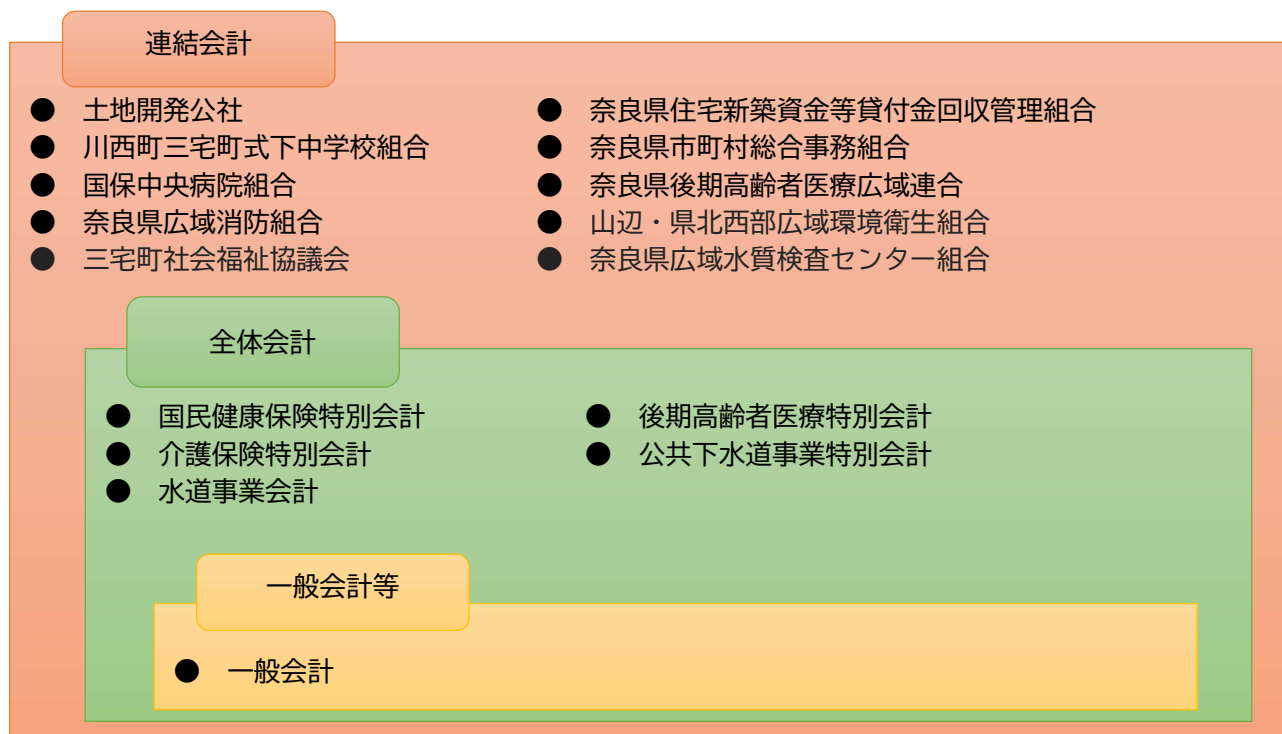 連結会計
● 土地開発公社
● 川西町三宅町式下中学校組合
● 国保中央病院組合
● 奈良県広域消防組合
● 三宅町社会福祉協議会
● 奈良県住宅新築資金等貸付金回収管理組合
● 奈良県市町村総合事務組合
● 奈良県後期高齢者医療広域連合
● 山辺・県北西部広域環境衛生組合
● 奈良県広域水質検査センター組合
全体会計
● 国民健康保険特別会計
● 介護保険特別会計
● 水道事業会計
● 後期高齢者医療特別会計
● 公共下水道事業特別会計
一般会計等
● 一般会計